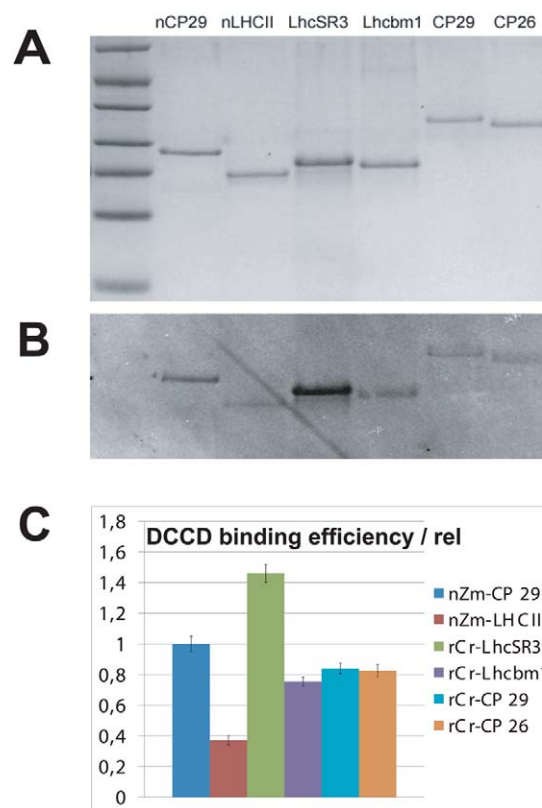 A
nCP29 nLHCII LhcSR3 Lhcbm1 CP29 CP26
B
C
DCCD binding efficiency / rel
1,8
1,6
1,4
1,2
1
0,8
0,6
0,4
0,2
0
nZm-CP 29
nZm-LHCII
rCr-LhcSR3
rCr-Lhcbm1
rCr-CP 29
rCr-CP 26